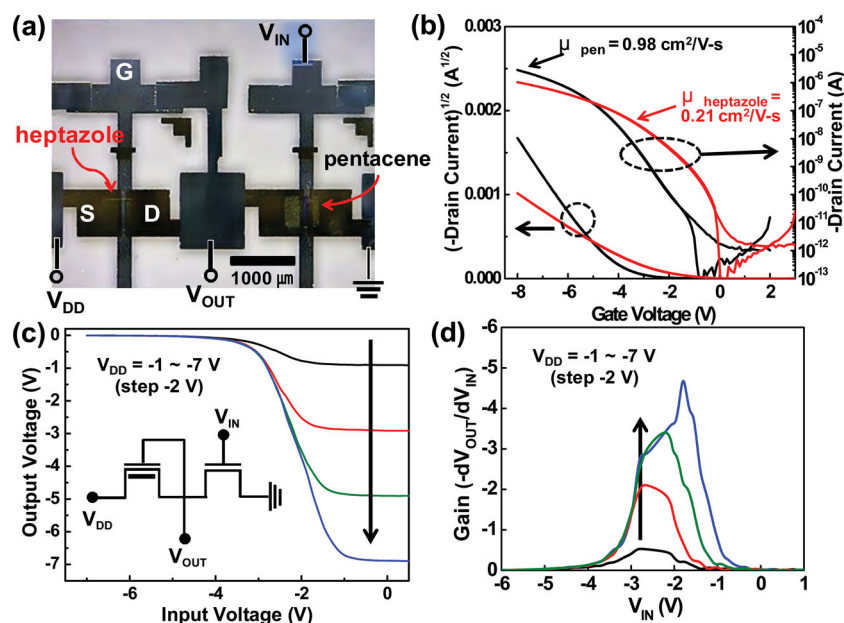 (a)
V_IN
G
heptazole
pentacene
S
D
1000 μm
V_DD
V_OUT
(b)
0.003
0.002
0.001
0.000
(-Drain Current)^1/2 (A^1/2)
μ_pen = 0.98 cm²/V-s
μ_heptazole =
0.21 cm²/V-s
10^-4
10^-5
10^-6
10^-7
10^-8
10^-9
10^-10
10^-11
10^-12
10^-13
-Drain Current (A)
-8
-6
-4
-2
0
2
Gate Voltage (V)
(c)
0
-1
-2
-3
-4
-5
-6
-7
Output Voltage (V)
V_DD = -1 ~ -7 V
(step -2 V)
V_IN
V_DD
V_OUT
-6
-4
-2
0
Input Voltage (V)
(d)
-6
-5
-4
-3
-2
-1
0
Gain (-dV_OUT/dV_IN)
V_DD = -1 ~ -7 V
(step -2 V)
-6
-5
-4
-3
-2
-1
0
1
V_IN (V)